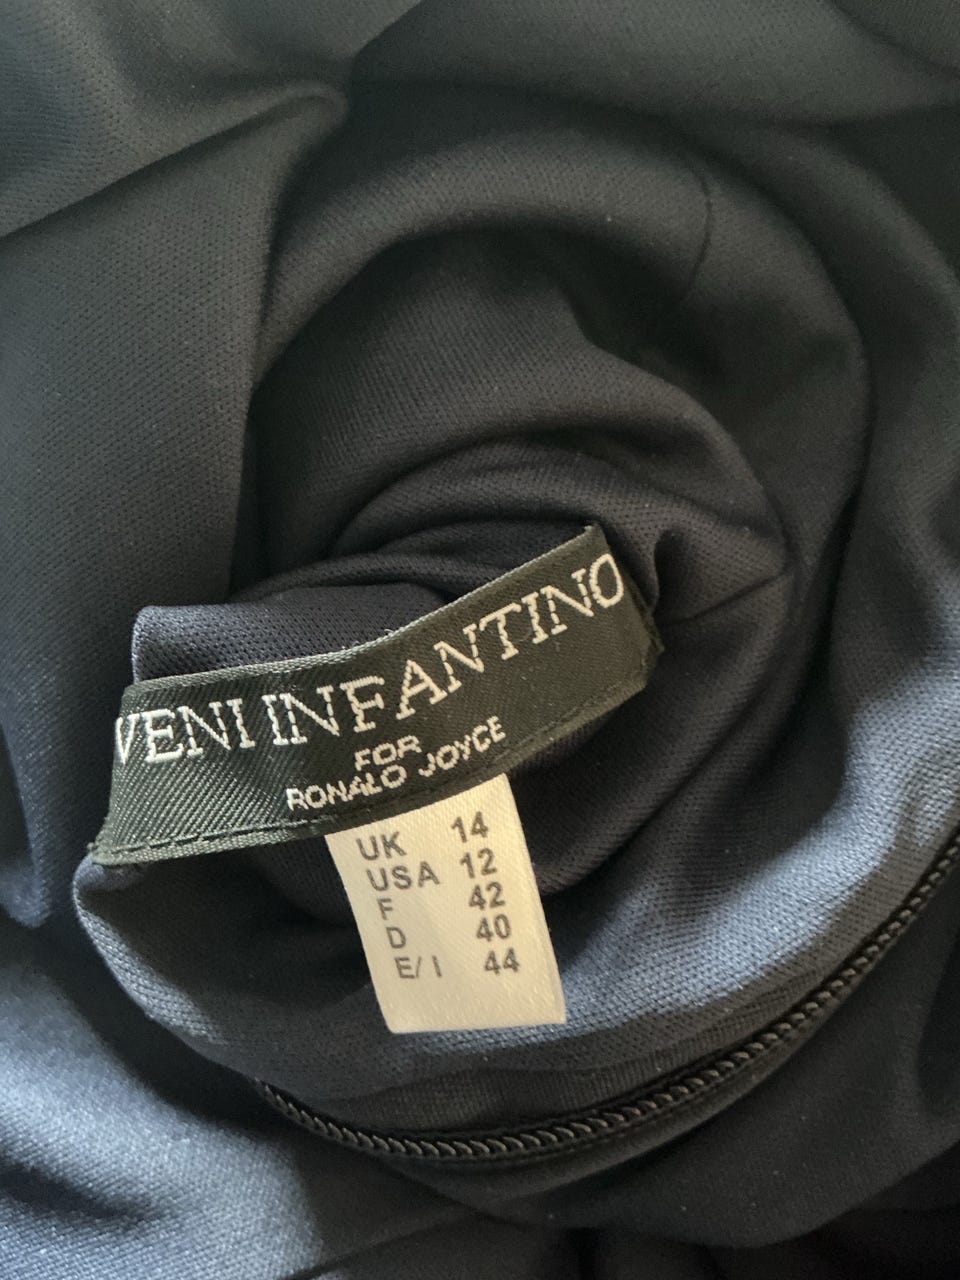 VENI INFANTINO
FOR
RONALD JOYCE
UK 14
USA 12
F 42
D 40
E/I 44